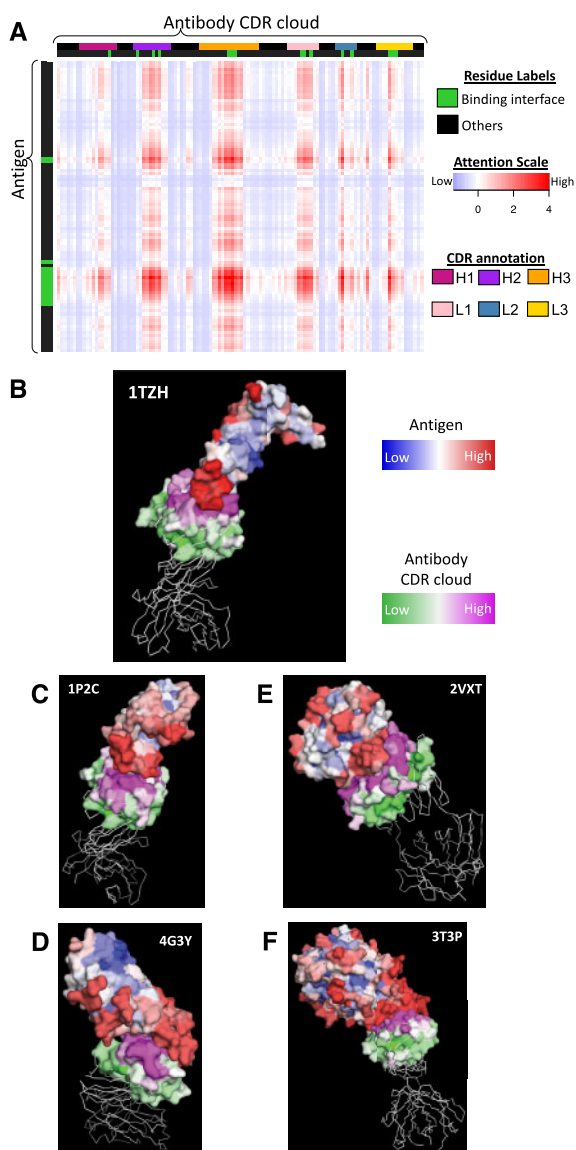 A
Antibody CDR cloud
Antigen
Residue Labels
Binding interface
Others
Attention Scale
Low
High
0 2 4
CDR annotation
H1 H2 H3
L1 L2 L3
B
1TZH
Antigen
Low High
Antibody
CDR cloud
Low High
C
1P2C
E
2VXT
D
4G3Y
F
3T3P